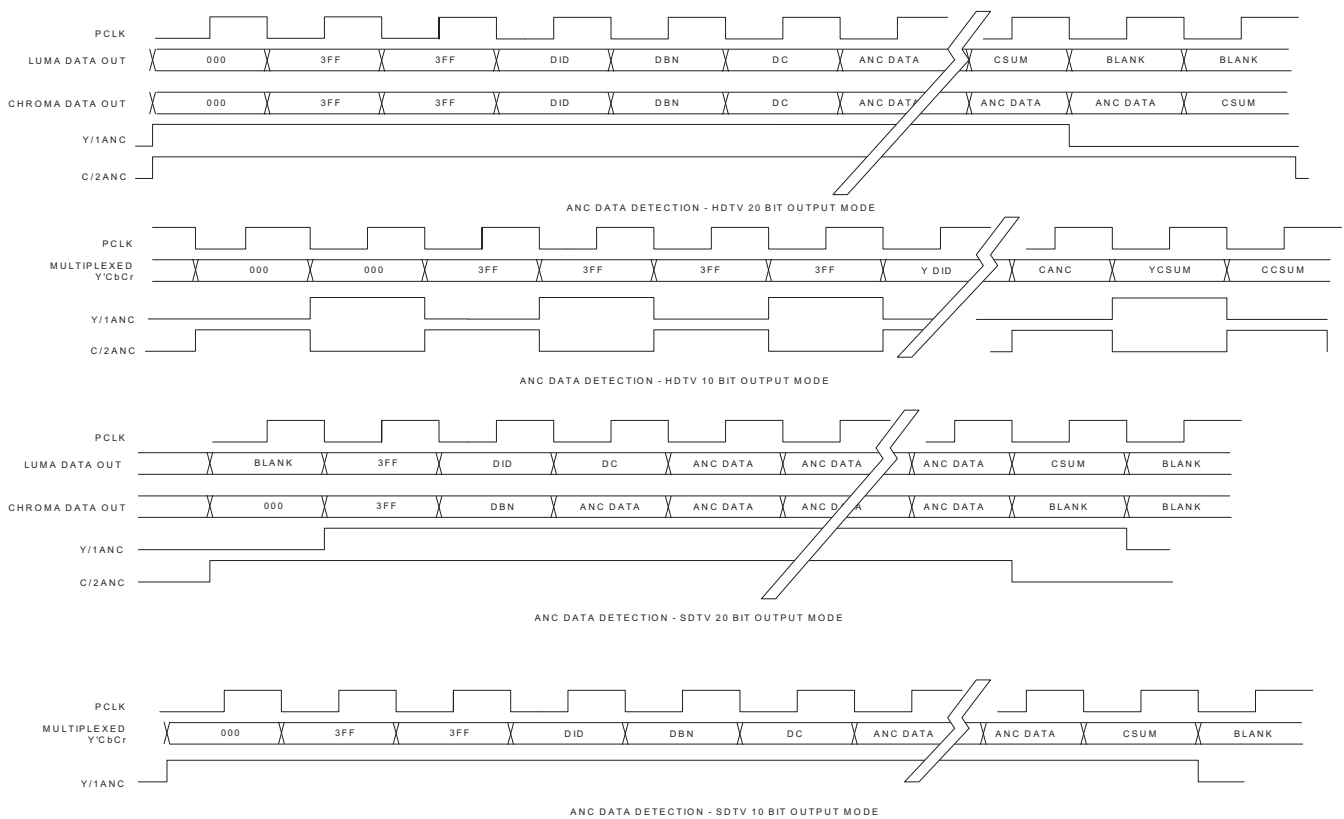 PCLK
LUMA DATA OUT 000 3FF 3FF DID DBN DC ANC DATA CSUM BLANK BLANK
CHROMA DATA OUT 000 3FF 3FF DID DBN DC ANC DATA ANC DATA ANC DATA CSUM
Y/1ANC
C/2ANC
ANC DATA DETECTION - HDTV 20 BIT OUTPUT MODE
PCLK
MULTIPLEXED
Y'CbCr 000 000 3FF 3FF 3FF 3FF Y DID CANC YCSUM CCSUM
Y/1ANC
C/2ANC
ANC DATA DETECTION - HDTV 10 BIT OUTPUT MODE
PCLK
LUMA DATA OUT BLANK 3FF DID DC ANC DATA ANC DATA ANC DATA CSUM BLANK
CHROMA DATA OUT 000 3FF DBN ANC DATA ANC DATA ANC DATA ANC DATA BLANK BLANK
Y/1ANC
C/2ANC
ANC DATA DETECTION - SDTV 20 BIT OUTPUT MODE
PCLK
MULTIPLEXED
Y'CbCr 000 3FF 3FF DID DBN DC ANC DATA ANC DATA CSUM BLANK
Y/1ANC
ANC DATA DETECTION - SDTV 10 BIT OUTPUT MODE